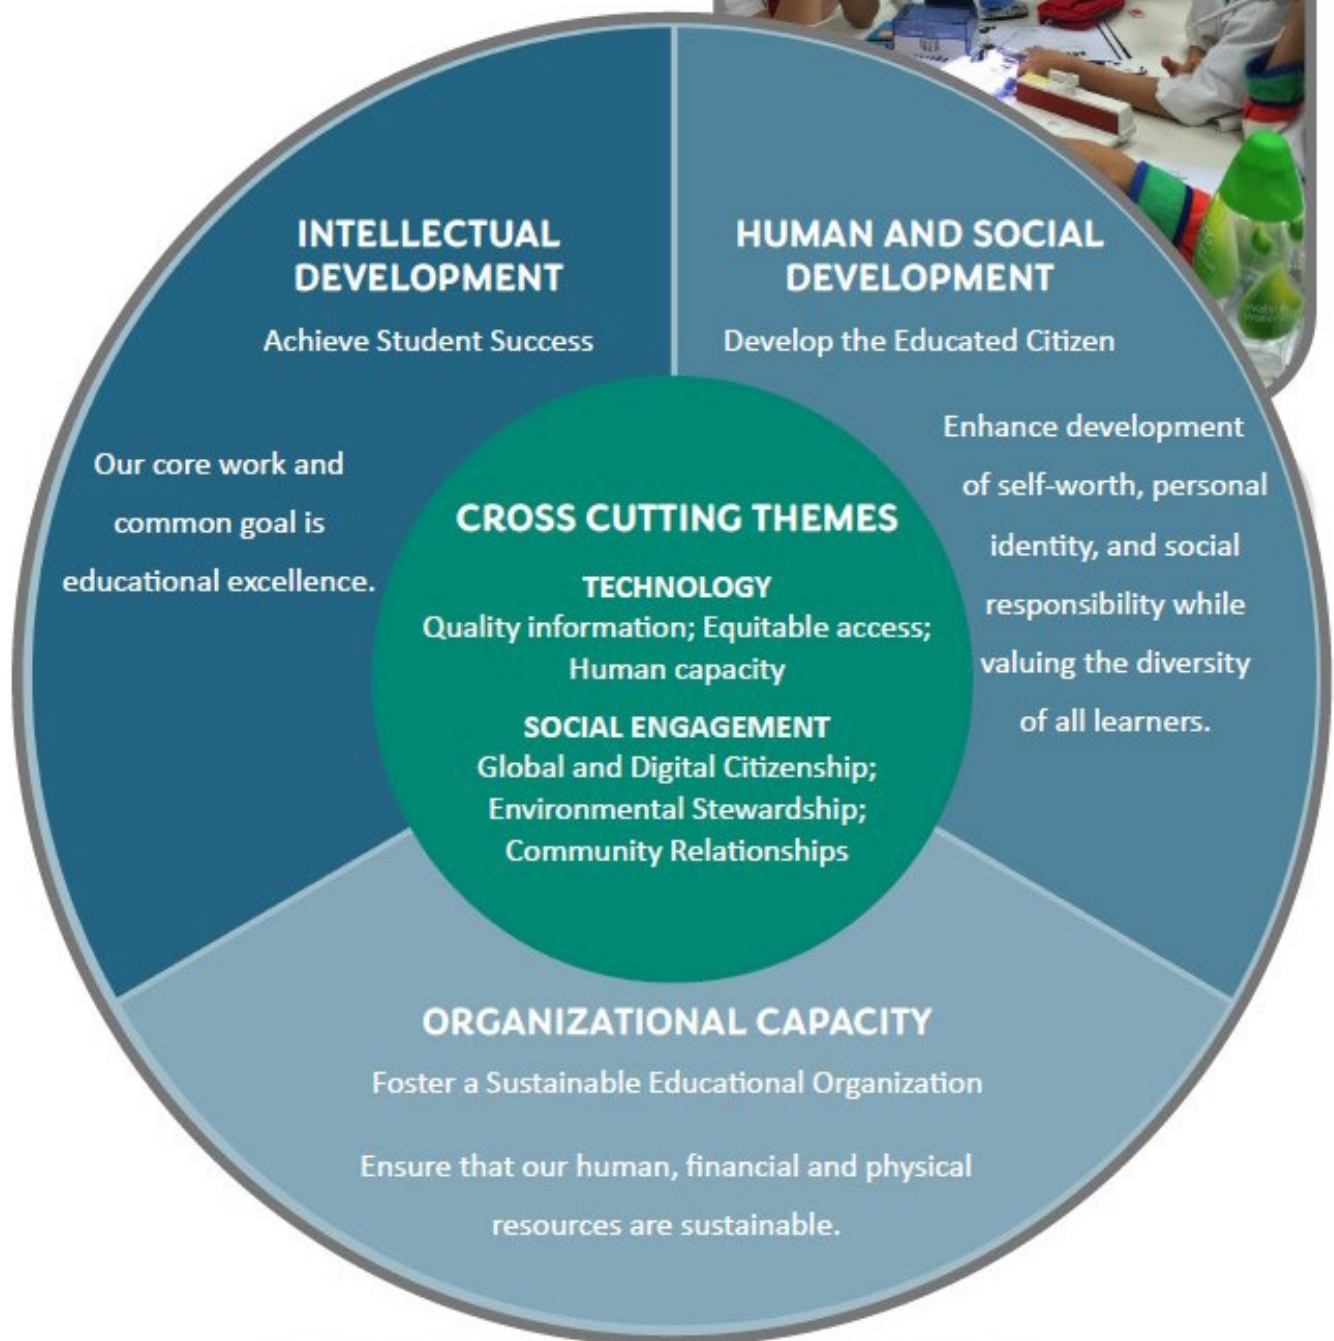 INTELLECTUAL
DEVELOPMENT
Achieve Student Success
Our core work and
common goal is
educational excellence.
HUMAN AND SOCIAL
DEVELOPMENT
Develop the Educated Citizen
Enhance development
of self-worth, personal
identity, and social
responsibility while
valuing the diversity
of all learners.
CROSS CUTTING THEMES
TECHNOLOGY
Quality information; Equitable access;
Human capacity
SOCIAL ENGAGEMENT
Global and Digital Citizenship;
Environmental Stewardship;
Community Relationships
ORGANIZATIONAL CAPACITY
Foster a Sustainable Educational Organization
Ensure that our human, financial and physical
resources are sustainable.